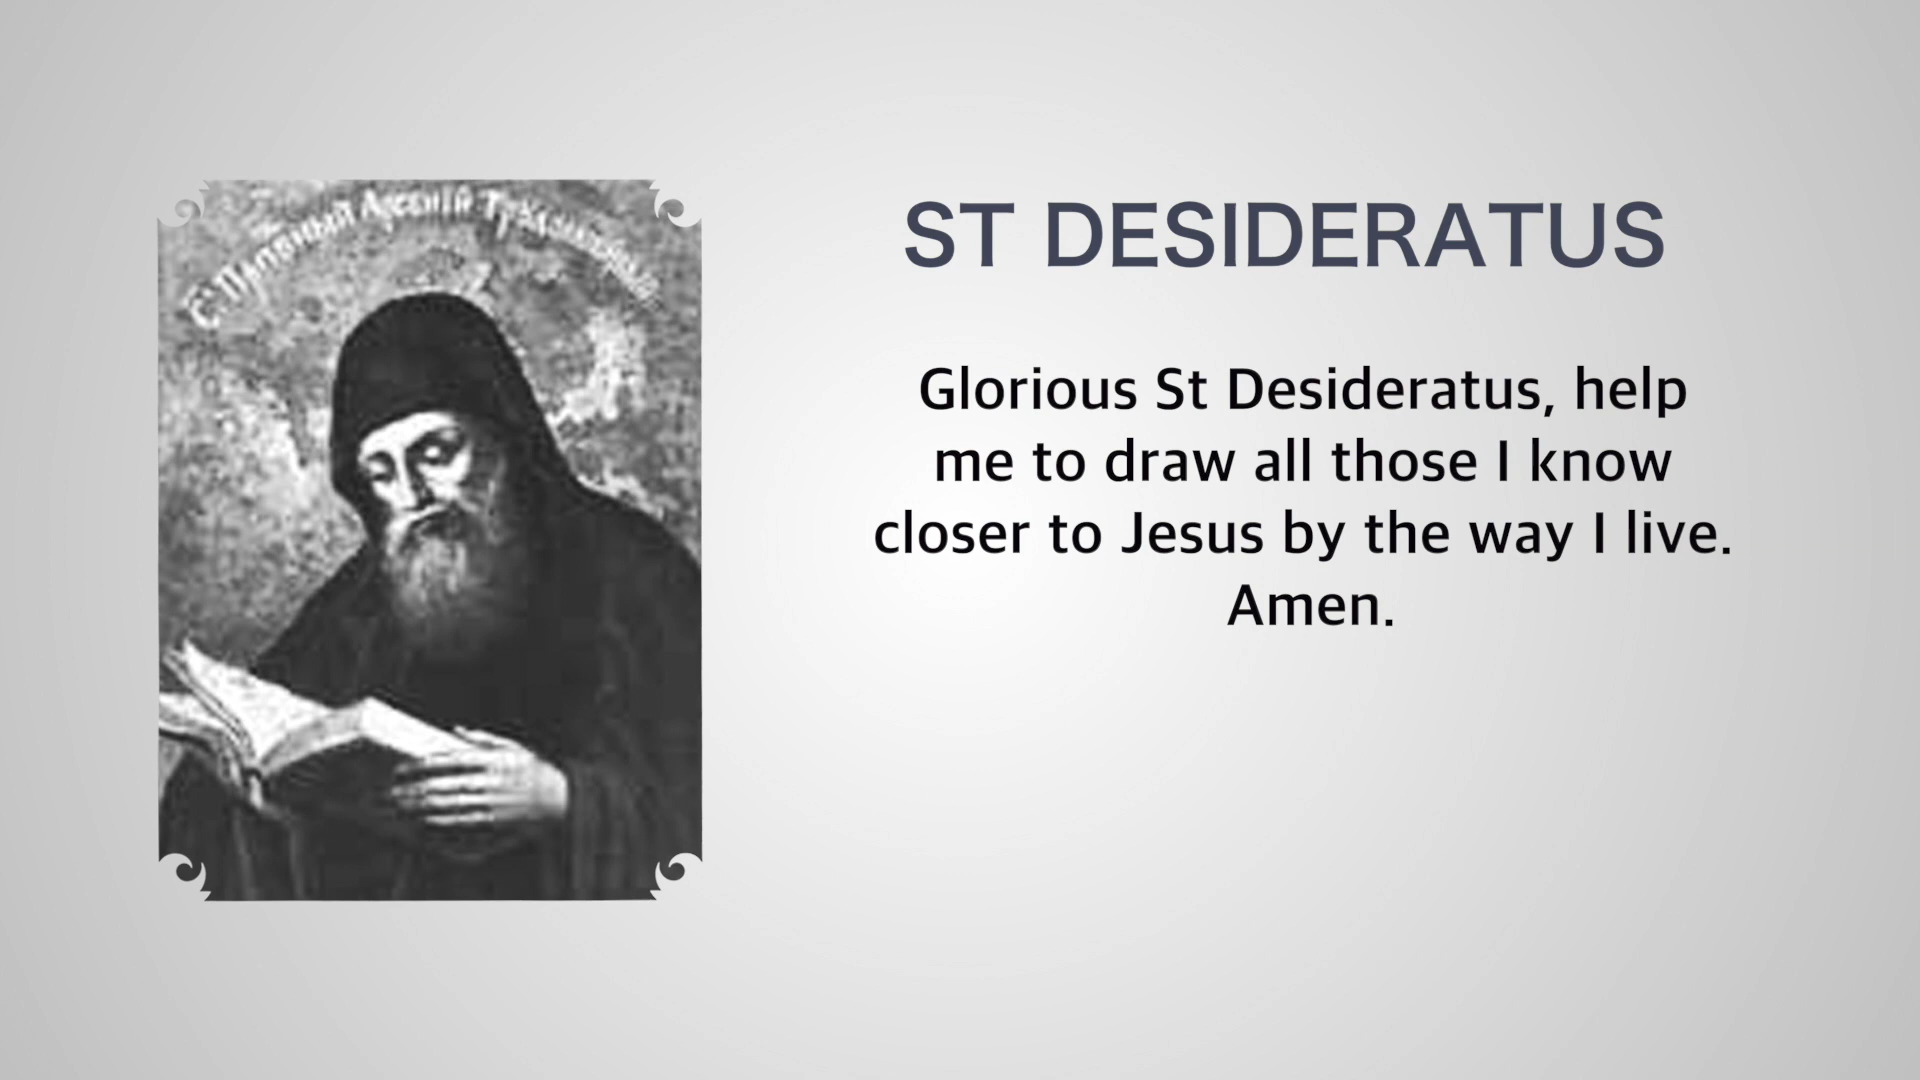 ST DESIDERATUS
Glorious St Desideratus, help
me to draw all those I know
closer to Jesus by the way I live.
Amen.